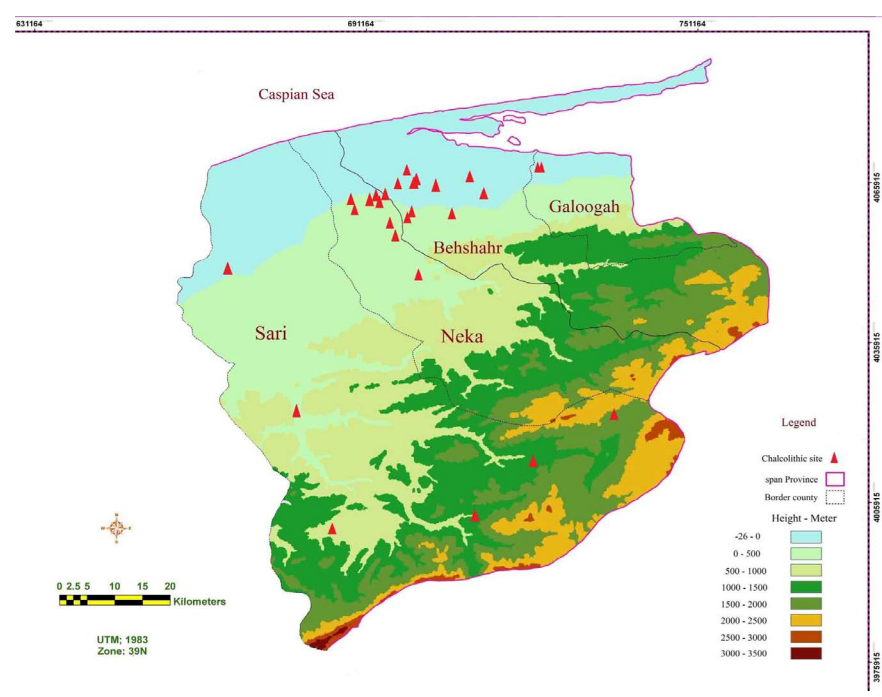 631164
691164
751164
Caspian Sea
4065915
Galoogah
Behshahr
Sari
Neka
4035915
Legend
Chalcolithic site
span Province
Border county
4005915
Height - Meter
-26 - 0
0 - 500
500 - 1000
1000 - 1500
1500 - 2000
2000 - 2500
2500 - 3000
3000 - 3500
0 2.5 5 10 15 20
Kilometers
UTM; 1983
Zone: 39N
3975915